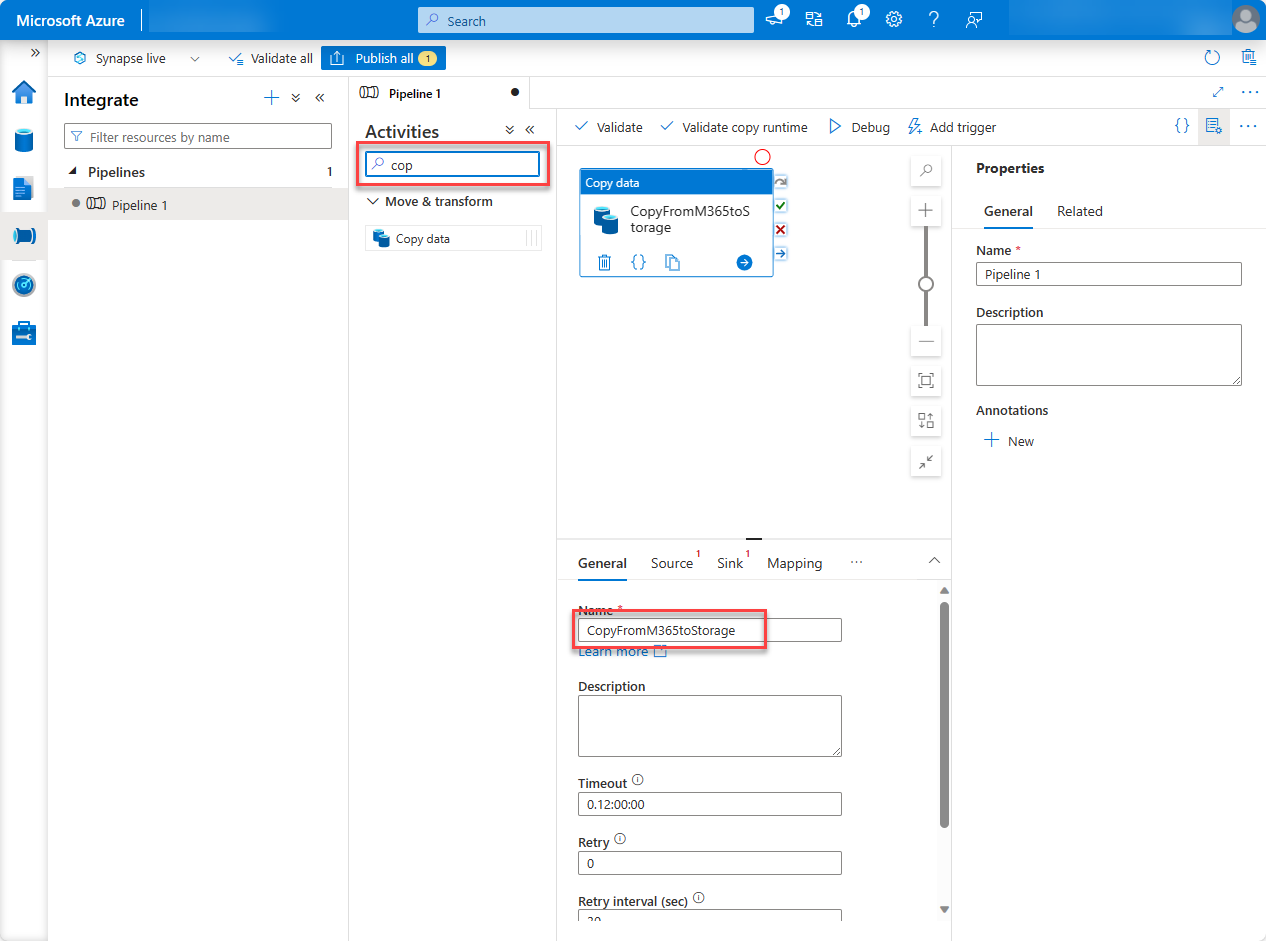 Microsoft Azure
Search
1
1
Synapse live
Validate all
Publish all 1
Integrate
Filter resources by name
Pipelines 1
Pipeline 1
Pipeline 1
Activities
cop
Move & transform
Copy data
Validate
Validate copy runtime
Debug
Add trigger
Copy data
CopyFromM365toS
torage
General
Source 1
Sink 1
Mapping
Name *
CopyFromM365toStorage
Learn more
Description
Timeout
0.12:00:00
Retry
0
Retry interval (sec)
30
Properties
General
Related
Name *
Pipeline 1
Description
Annotations
New